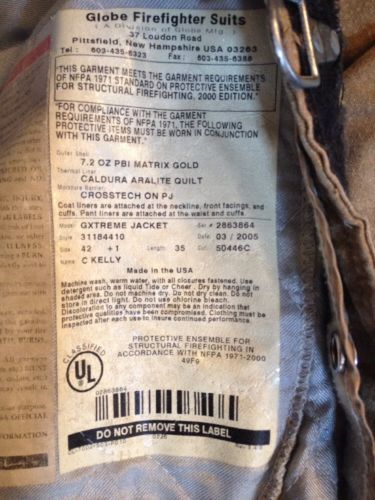 Globe Firefighter Suits
( A Division of Globe Mfg )
37 Loudon Road
Pittsfield, New Hampshire USA 03263
Tel : 603-435-8323 Fax : 603-435-6388
"THIS GARMENT MEETS THE GARMENT REQUIREMENTS
OF NFPA 1971 STANDARD ON PROTECTIVE ENSEMBLE
FOR STRUCTURAL FIREFIGHTING, 2000 EDITION."
"FOR COMPLIANCE WITH THE GARMENT
REQUIREMENTS OF NFPA 1971, THE FOLLOWING
PROTECTIVE ITEMS MUST BE WORN IN CONJUNCTION
WITH THIS GARMENT."
Outer Shell
7.2 OZ PBI MATRIX GOLD
Thermal Liner
CALDURA ARALITE QUILT
Moisture Barrier
CROSSTECH ON PJ
Coat liners are attached at the neckline, front facings, and
cuffs. Pant liners are attached at the waist and cuffs.
Model GXTREME JACKET Ser # 2863864
Style 31184410 Date 03 / 2005
Size 42 +1 Length 35 Cut 50446C
Name C KELLY
Made in the USA
Machine wash, warm water, with all closures fastened. Use
detergent such as liquid Tide or Cheer. Dry by hanging in
shaded area. Do not machine dry. Do not dry clean. Do not
store in direct light. Do not use chlorine bleach.
Discoloration to any component may be an indication that
protective qualities have been compromised. Clothing must be
inspected after each use to insure continued performance.
CLASSIFIED
UL
PROTECTIVE ENSEMBLE FOR
STRUCTURAL FIREFIGHTING IN
ACCORDANCE WITH NFPA 1971-2000
49F9
02863864
DO NOT REMOVE THIS LABEL